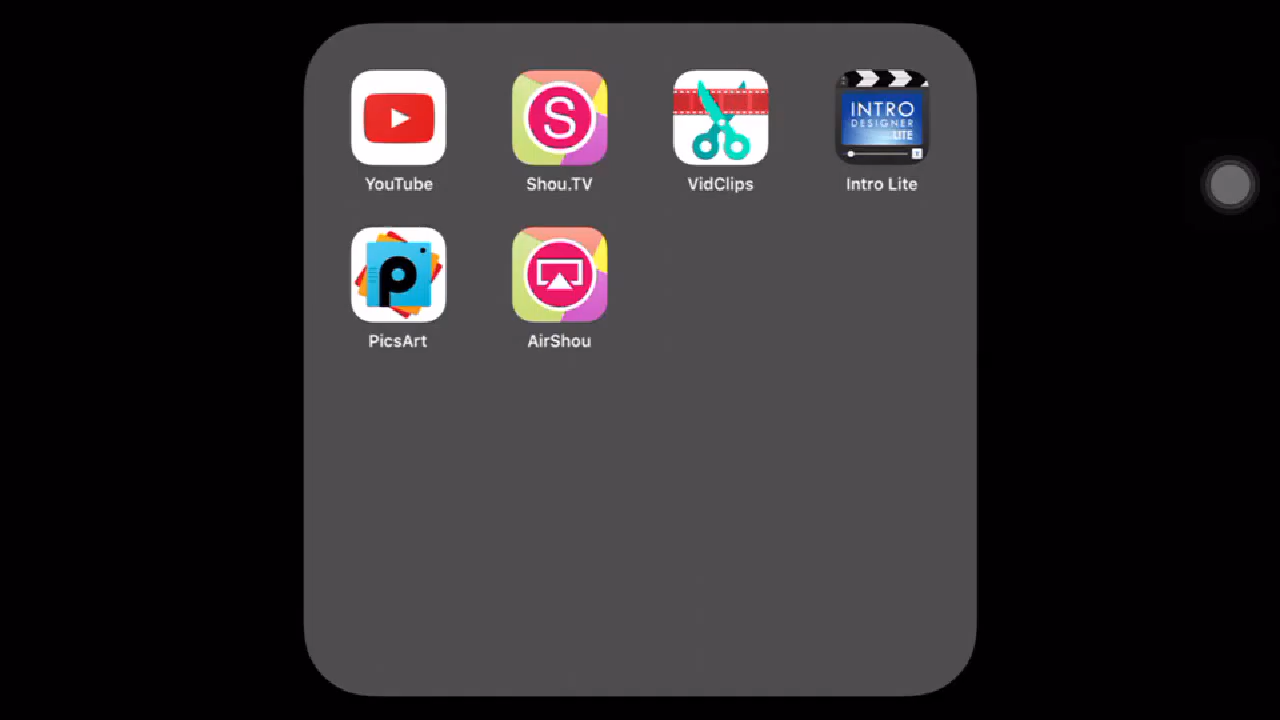 S
INTRO
DESIGNER
LITE
YouTube
Shou.TV
VidClips
Intro Lite
p
PicsArt
AirShou